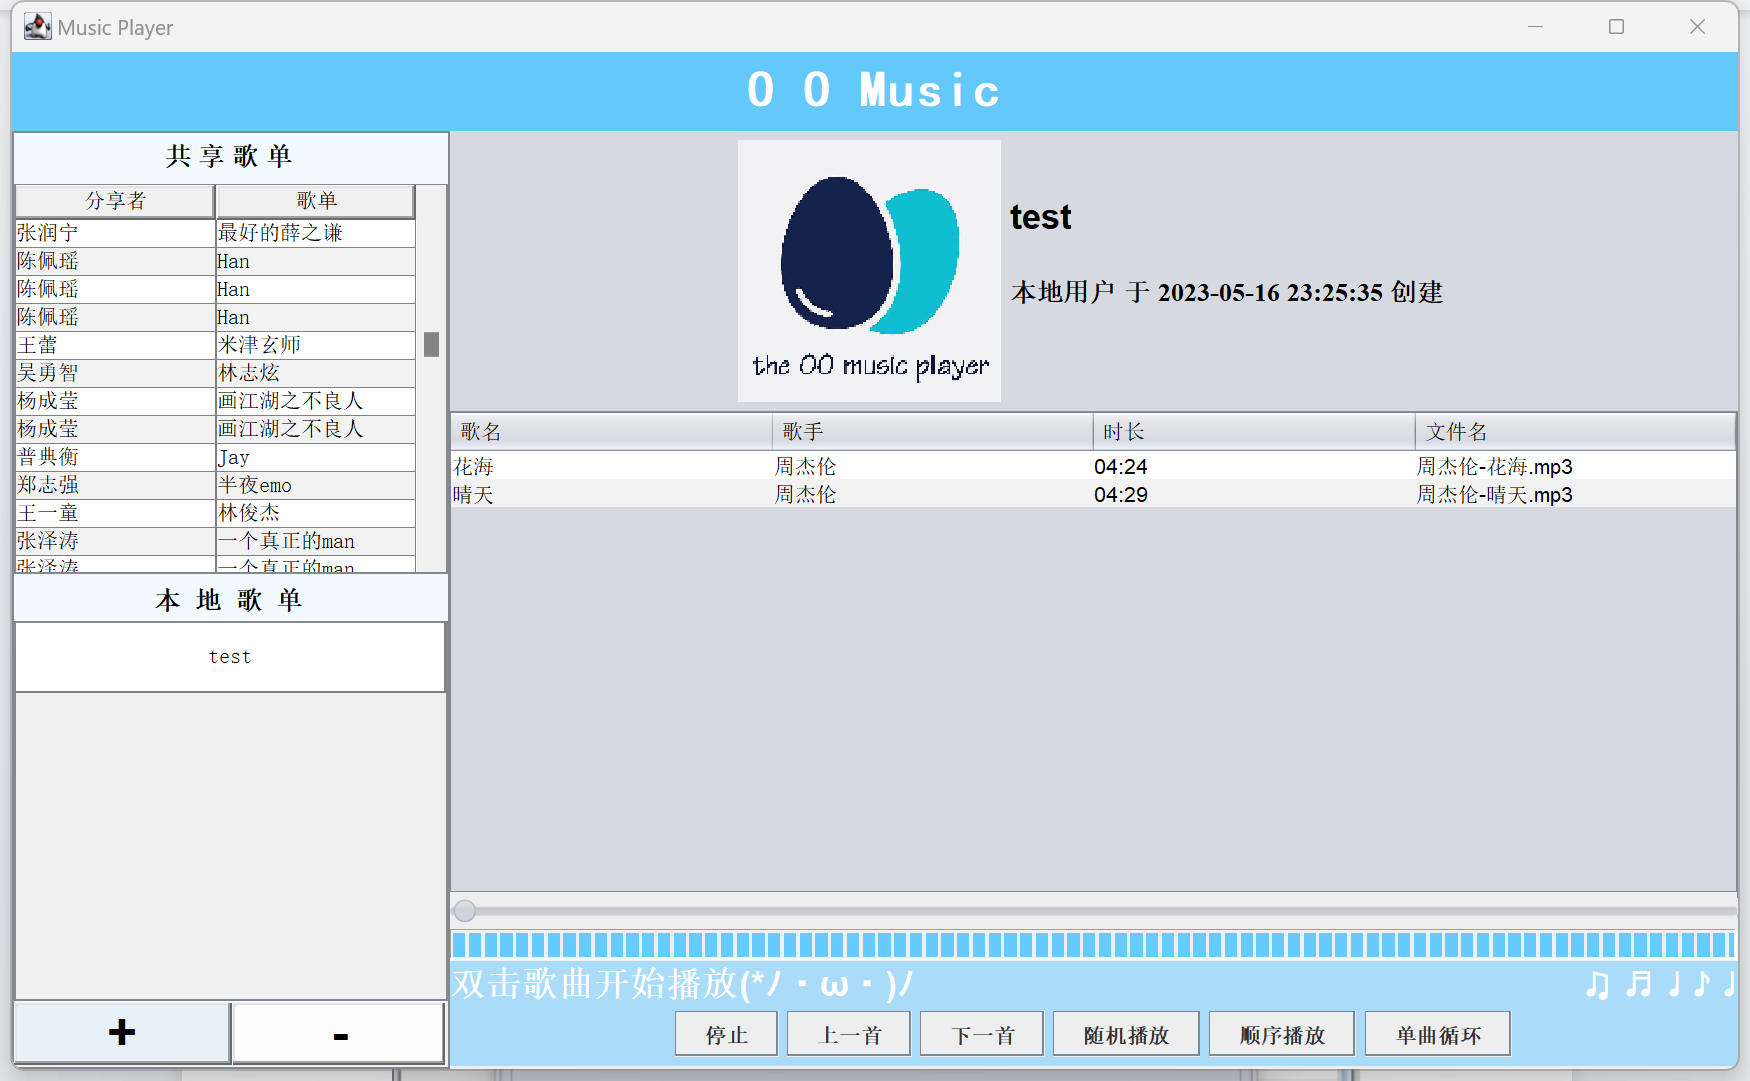 Music Player
O O Music
共 享 歌 单
分享者 歌单
张润宁 最好的薛之谦
陈佩瑶 Han
陈佩瑶 Han
陈佩瑶 Han
王蕾 米津玄师
吴勇智 林志炫
杨成莹 画江湖之不良人
杨成莹 画江湖之不良人
普典衡 Jay
郑志强 半夜emo
王一童 林俊杰
张泽涛 一个真正的man
张泽涛 一个真正的man
本 地 歌 单
test
+ -
the OO music player
test
本地用户 于 2023-05-16 23:25:35 创建
歌名 歌手 时长 文件名
花海 周杰伦 04:24 周杰伦-花海.mp3
晴天 周杰伦 04:29 周杰伦-晴天.mp3
双击歌曲开始播放(*ﾉ・ω・)ﾉ ♫ ♬ ♩ ♪ ♩
停止 上一首 下一首 随机播放 顺序播放 单曲循环